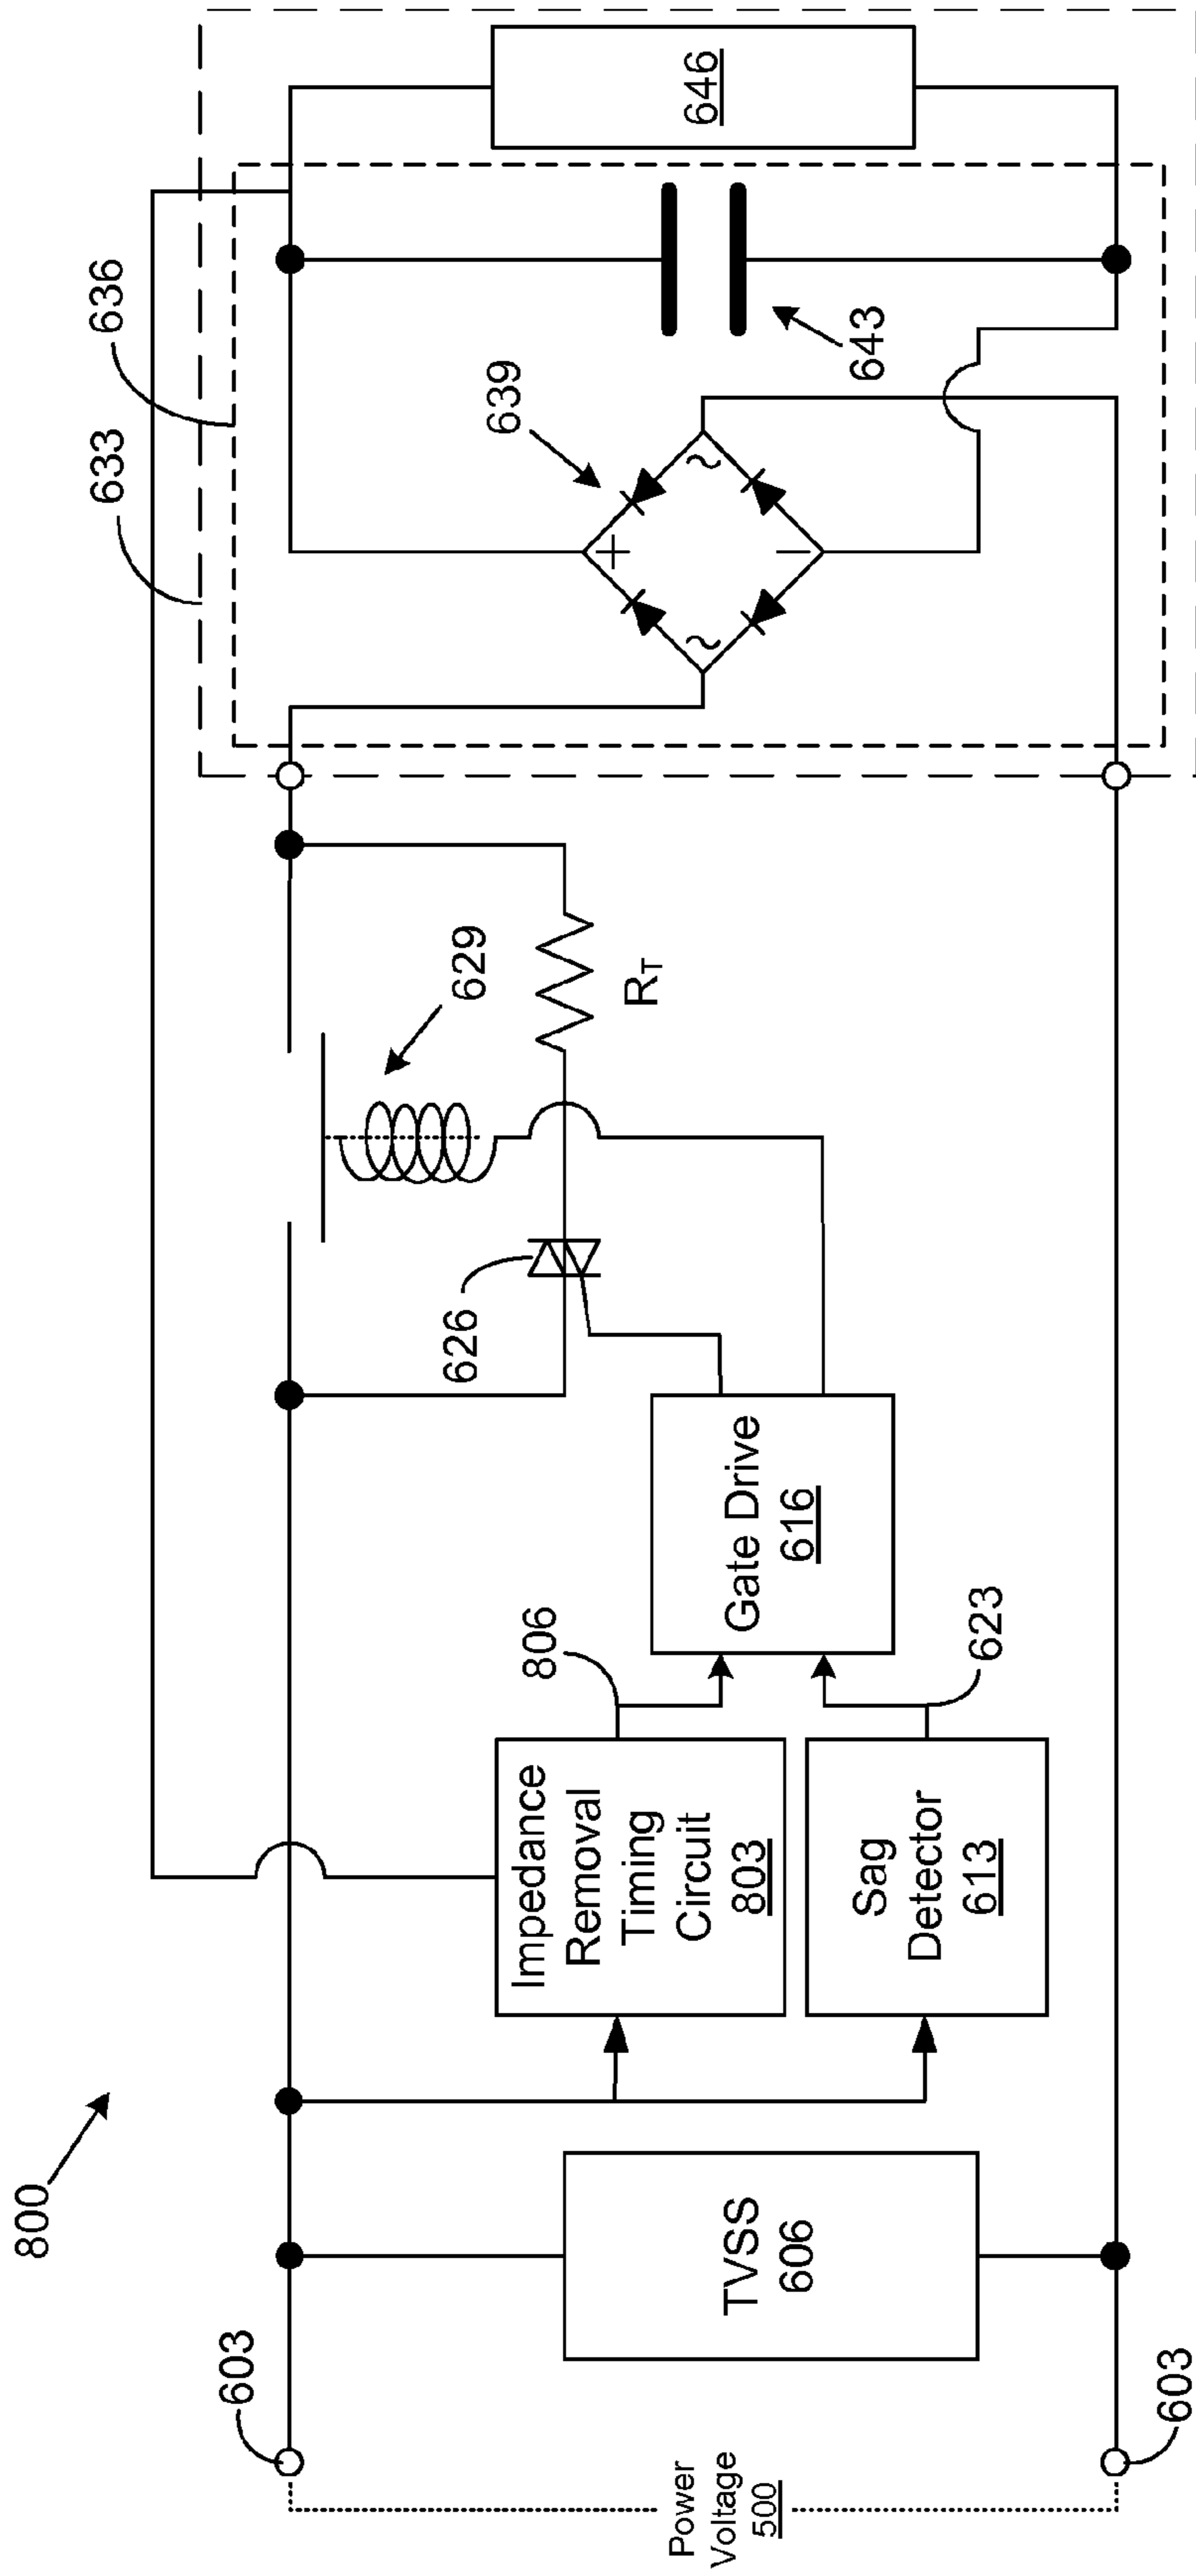 800
603
Power
Voltage
500
603
TVSS
606
Impedance
Removal
Timing
Circuit
803
Sag
Detector
613
806
623
Gate Drive
616
626
629
RT
633
636
639
+
−
~
~
643
646